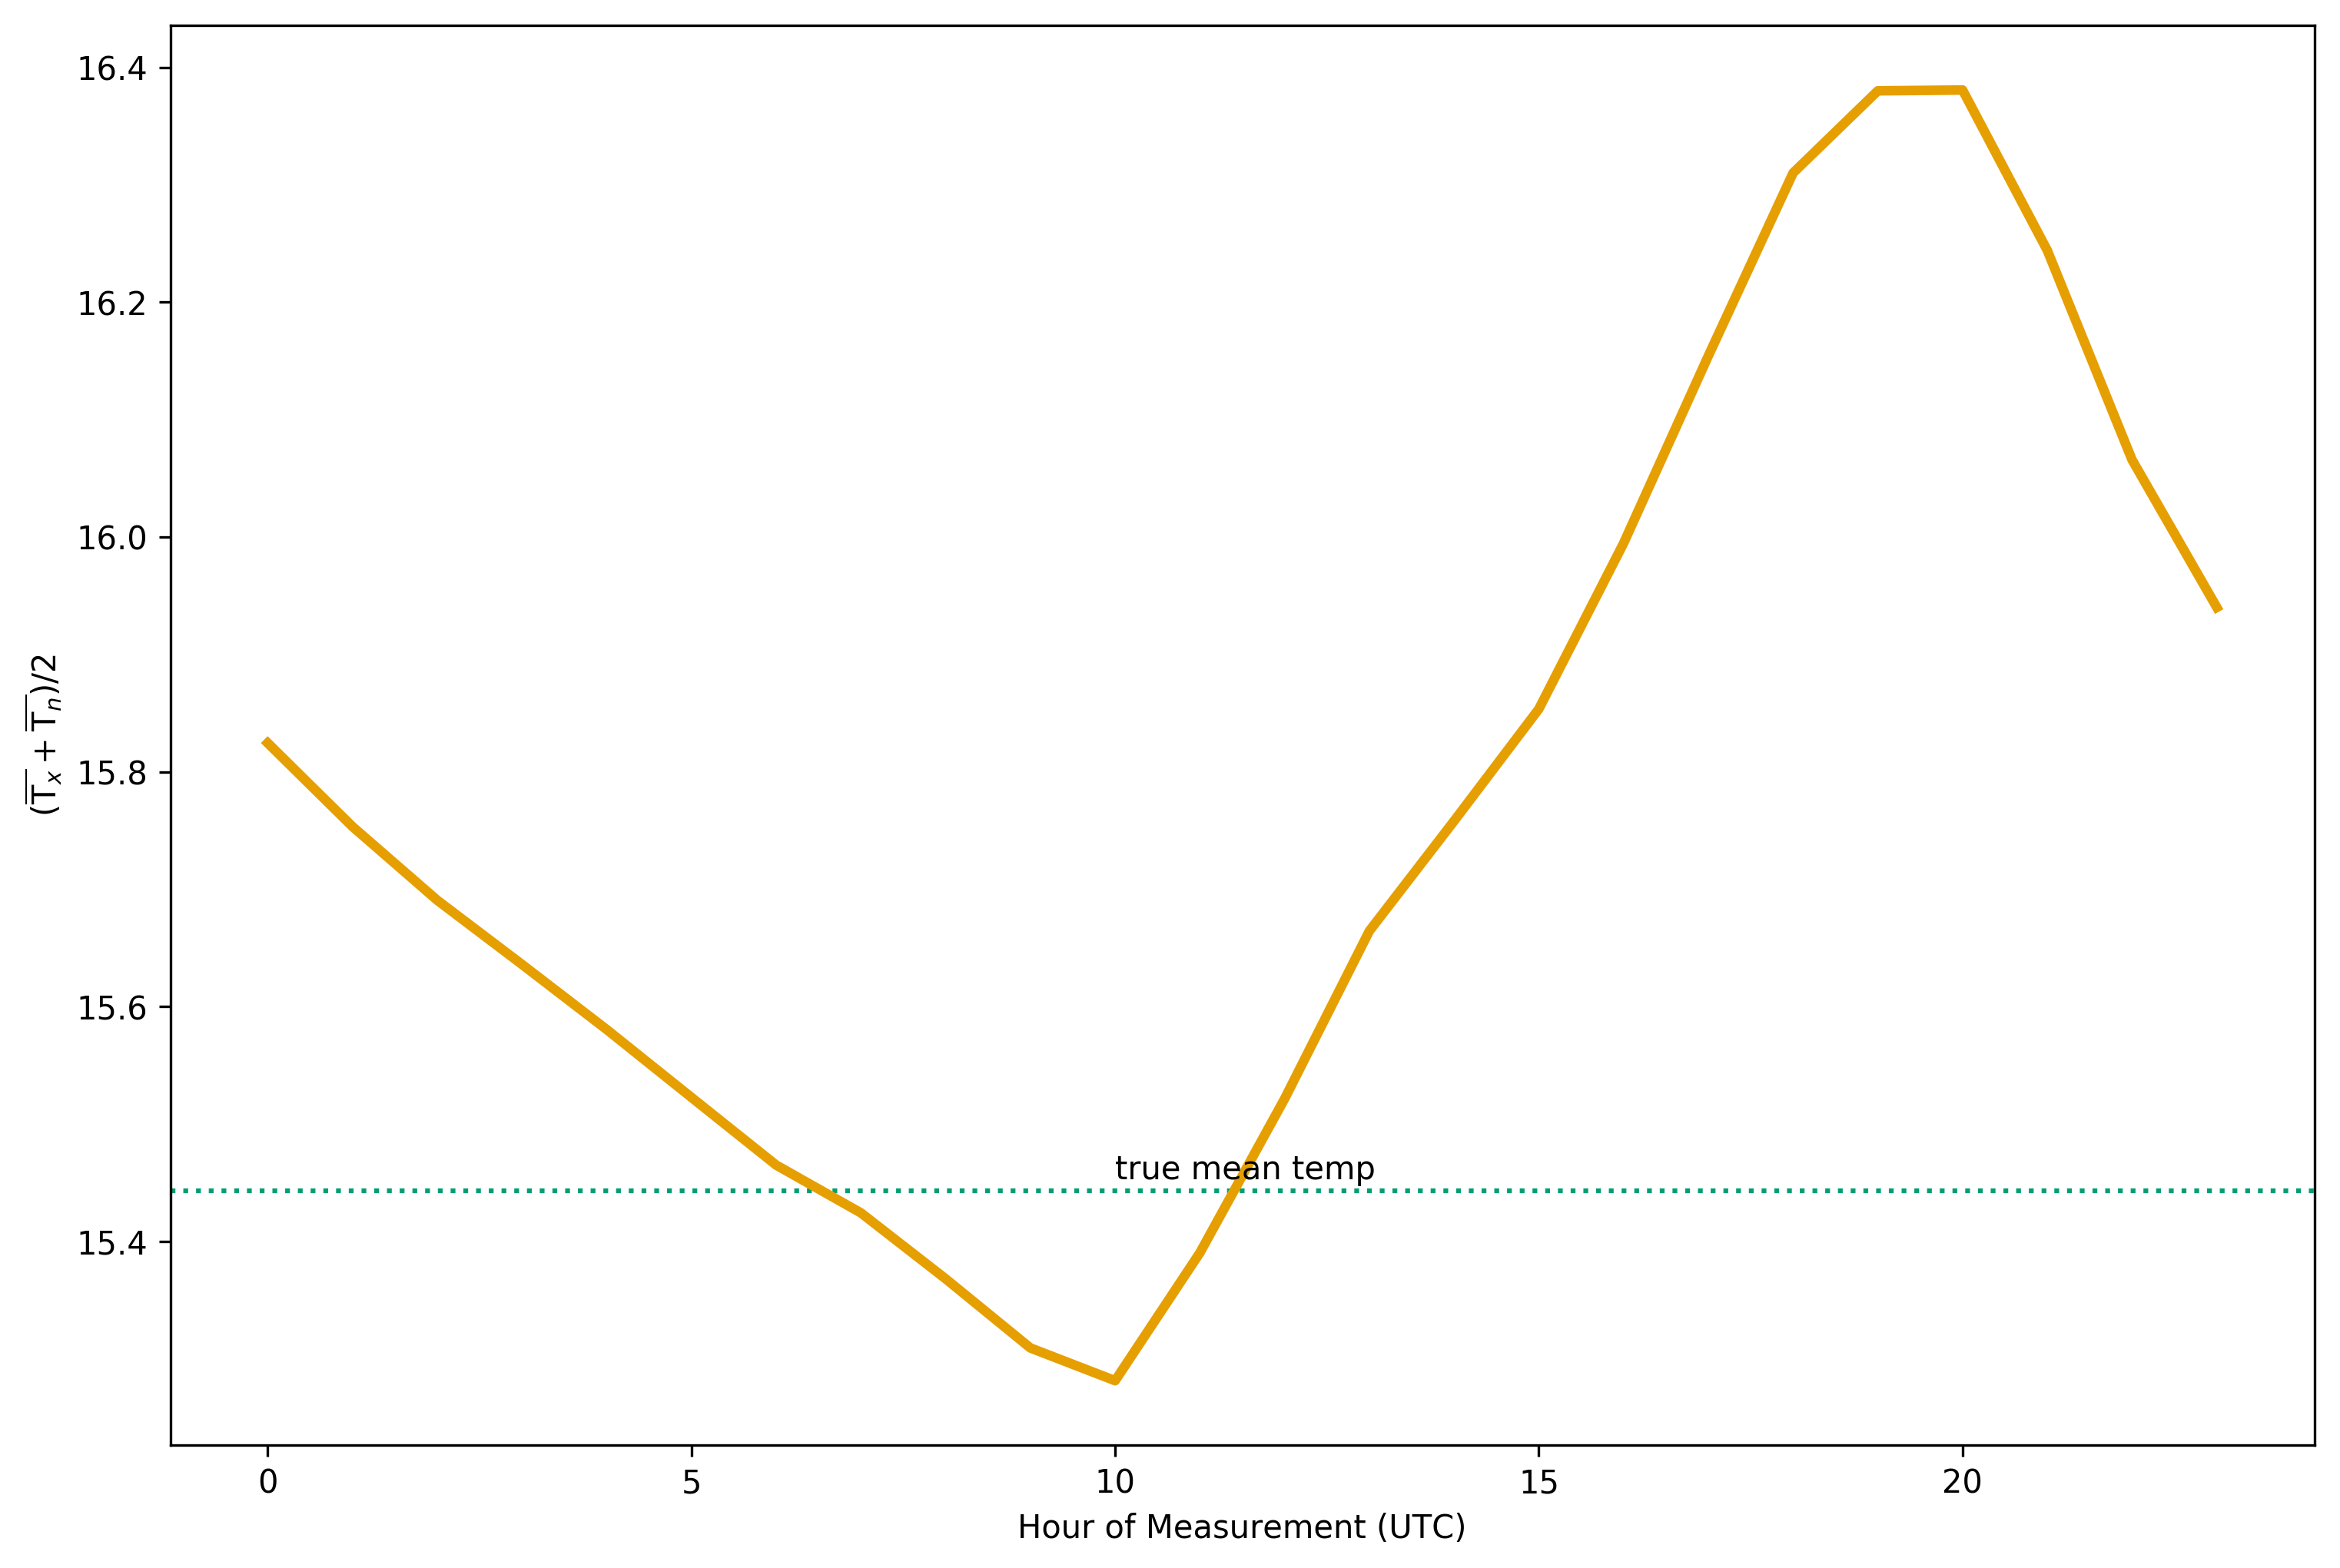 16.4
16.2
16.0
15.8
15.6
15.4
(T̅ₓ + T̅ₙ)/2
true mean temp
0 5 10 15 20
Hour of Measurement (UTC)